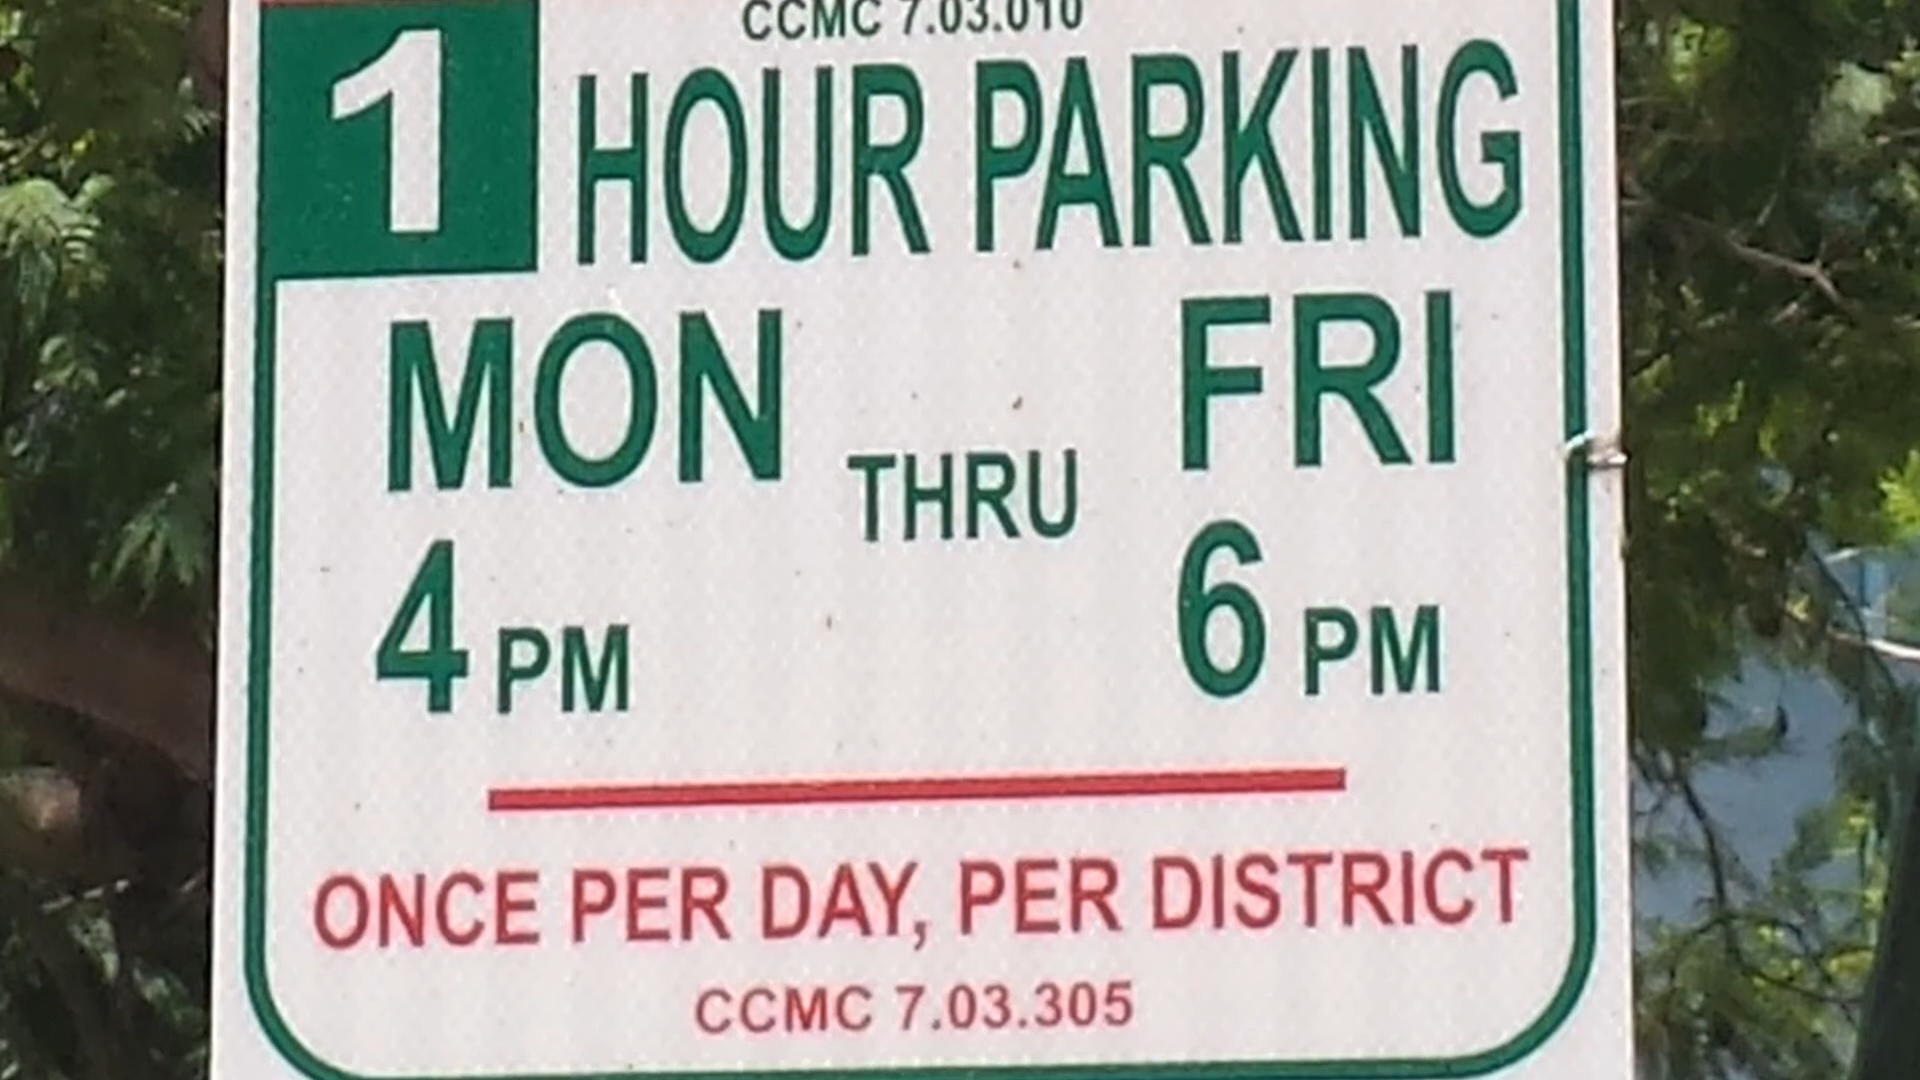 CCMC 7.03.010
1 HOUR PARKING
MON THRU FRI
4 PM 6 PM
ONCE PER DAY, PER DISTRICT
CCMC 7.03.305